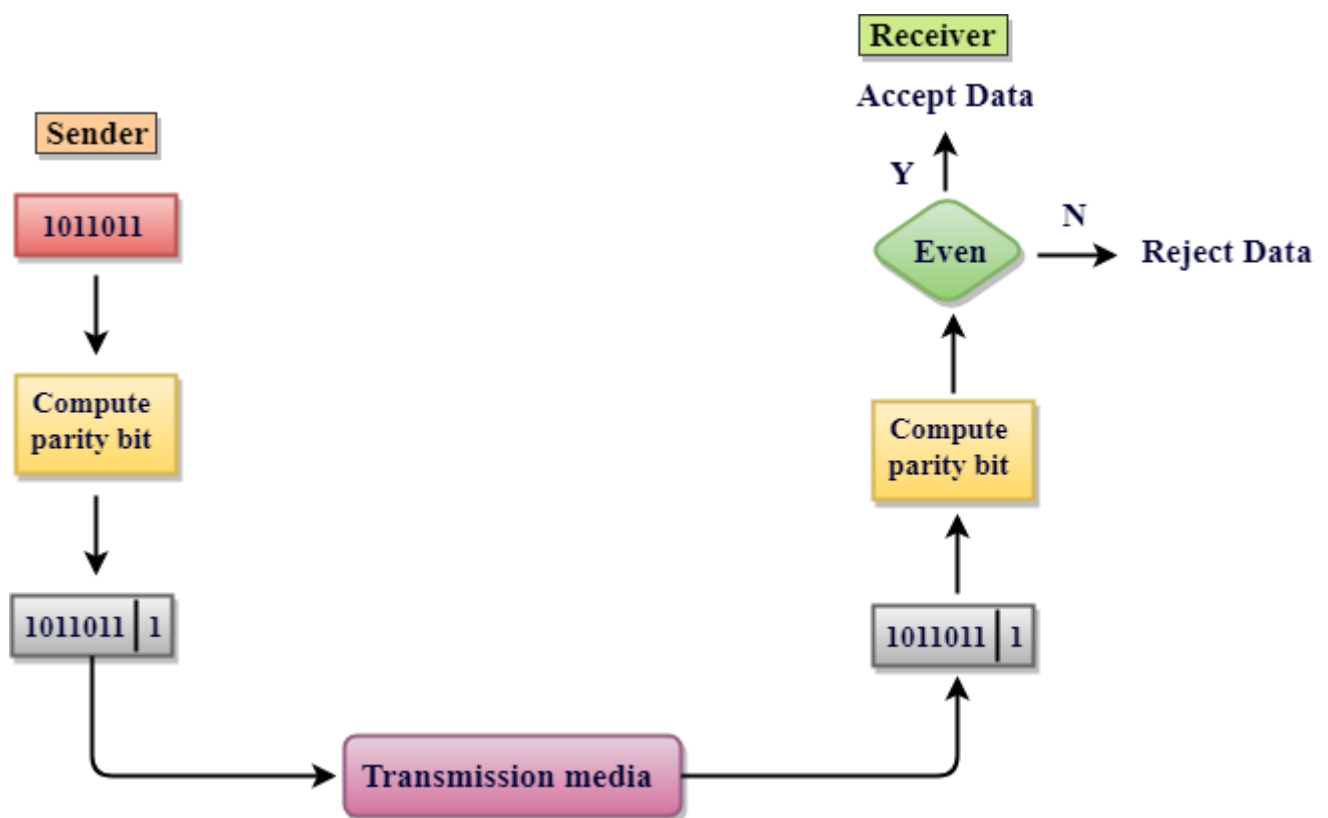 Sender
1011011
Compute
parity bit
1011011 | 1
Transmission media
Receiver
Accept Data
Y
Even
N
Reject Data
Compute
parity bit
1011011 | 1